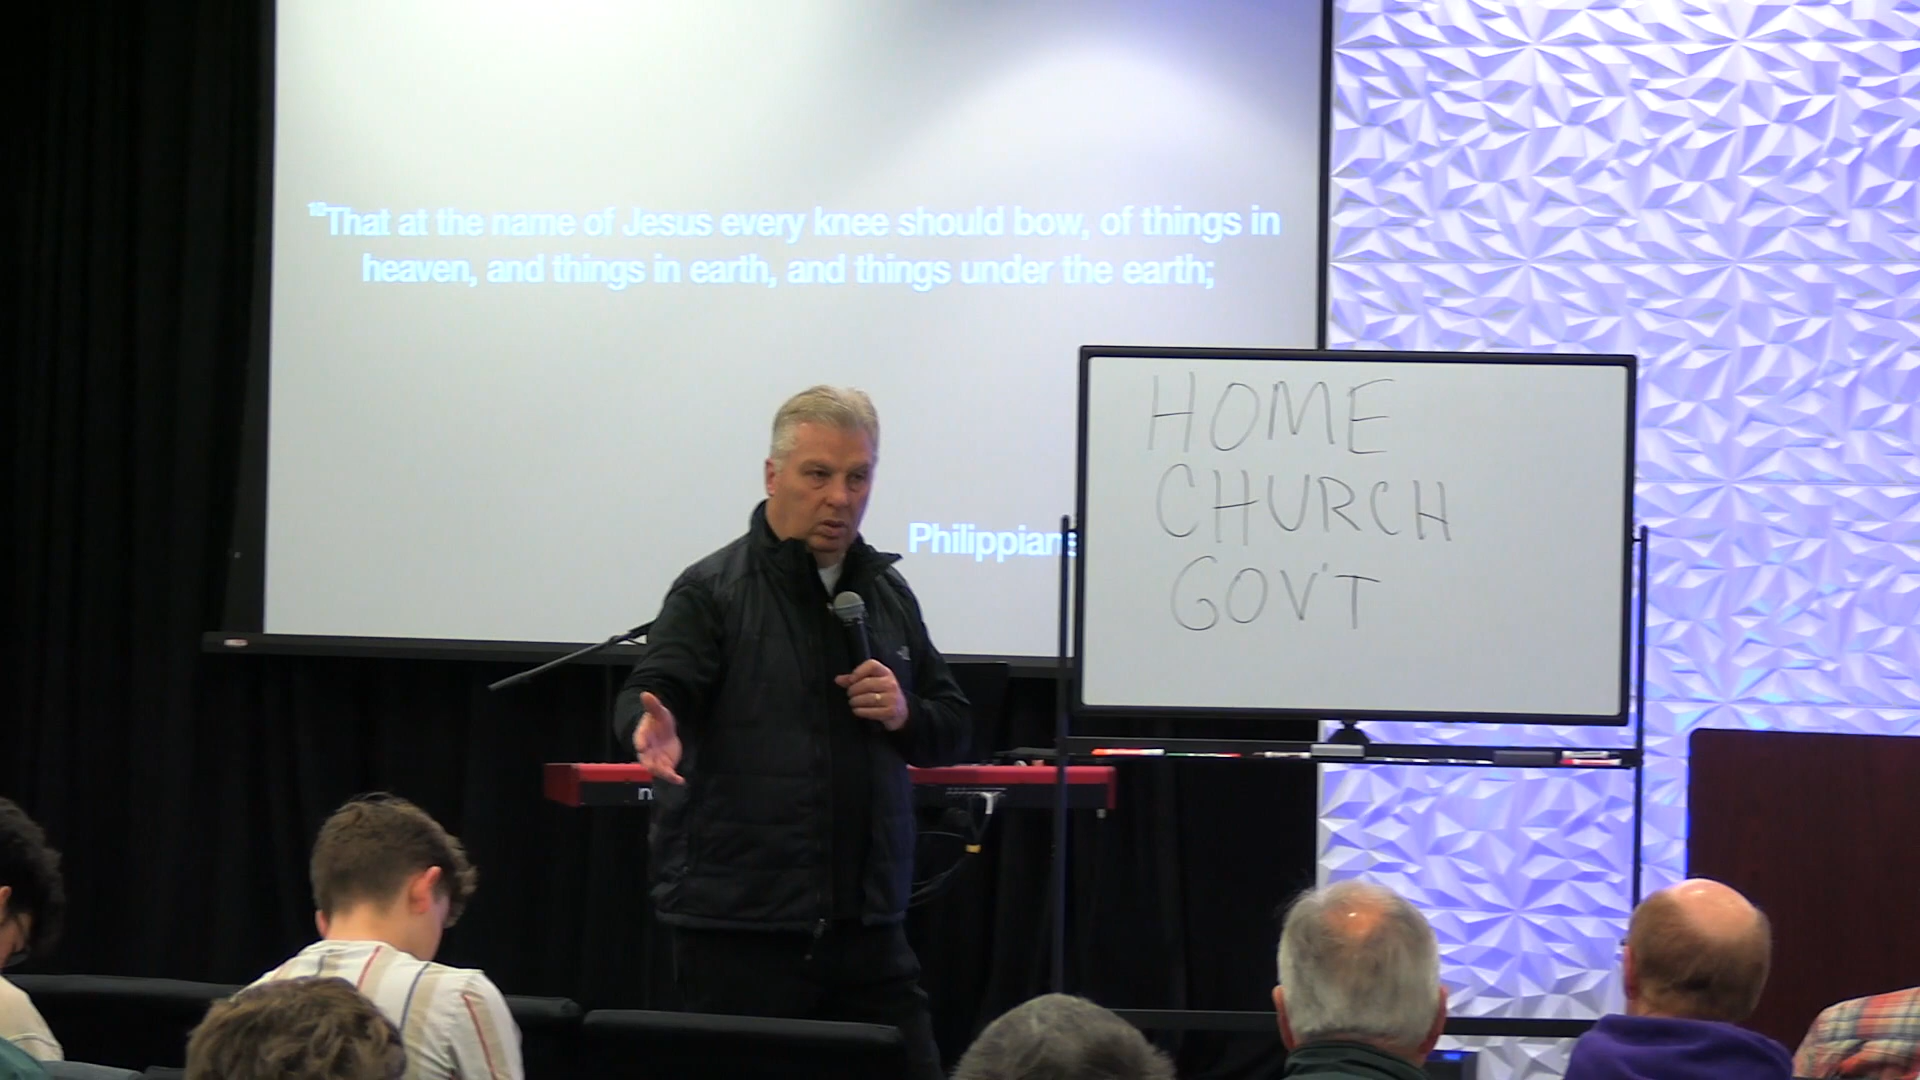 ¹⁰That at the name of Jesus every knee should bow, of things in
heaven, and things in earth, and things under the earth;
Philippians
HOME
CHURCH
GOV'T